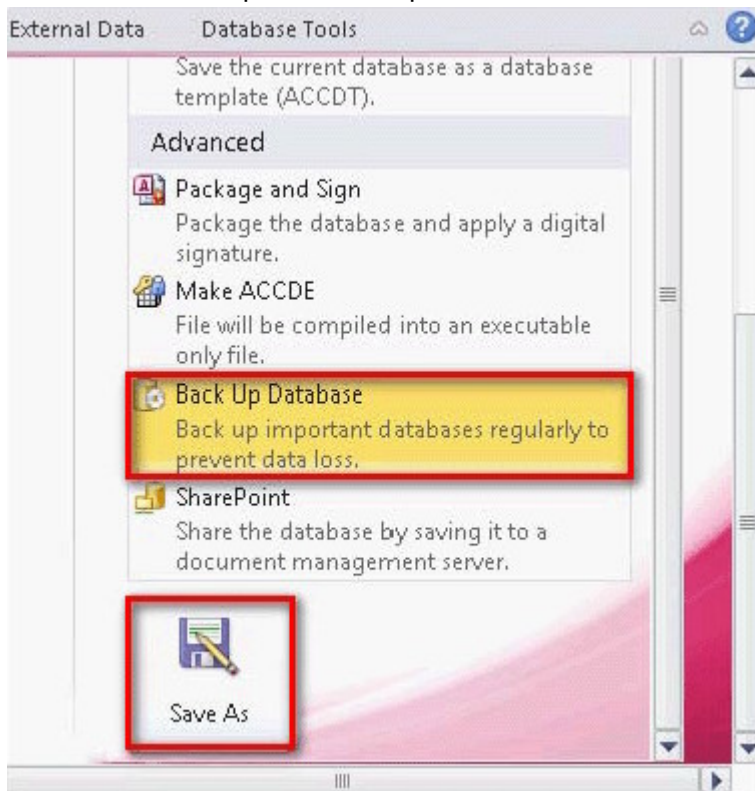 External Data Database Tools
Save the current database as a database
template (ACCDT).
Advanced
Package and Sign
Package the database and apply a digital
signature.
Make ACCDE
File will be compiled into an executable
only file.
Back Up Database
Back up important databases regularly to
prevent data loss.
SharePoint
Share the database by saving it to a
document management server.
Save As